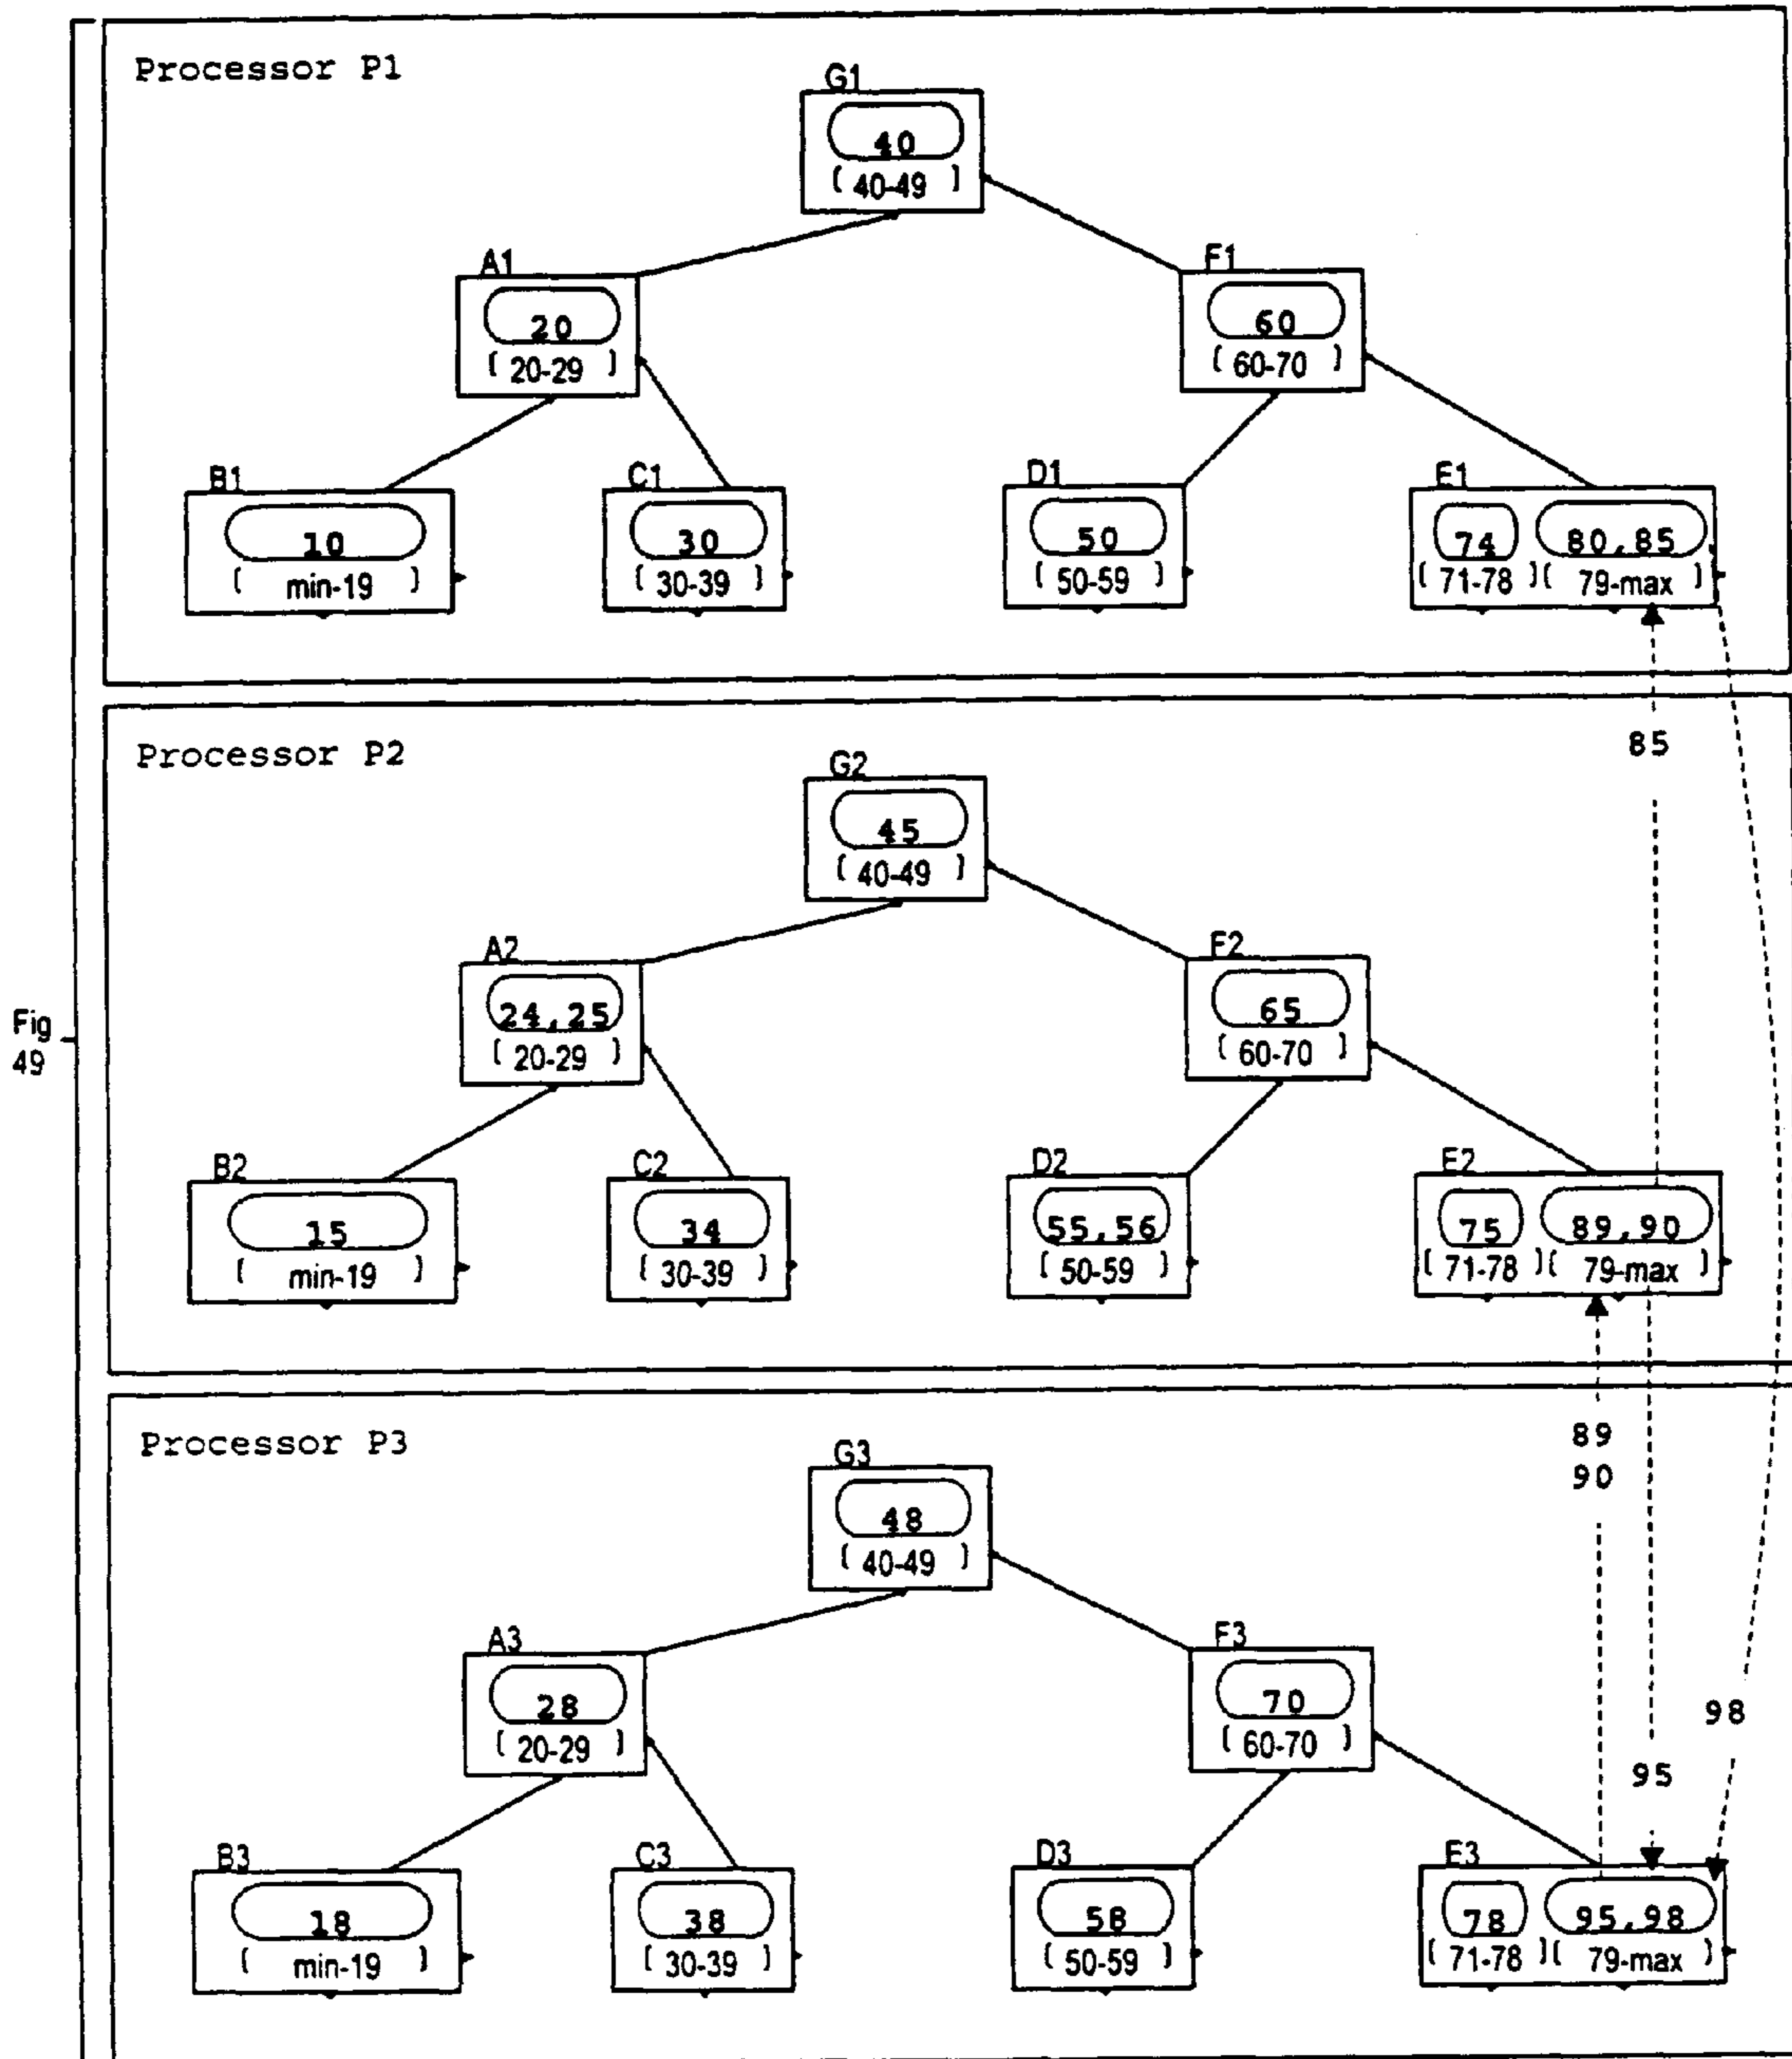 Fig
49
Processor P1
G1
40
[ 40-49 ]
A1
20
[ 20-29 ]
F1
60
[ 60-70 ]
B1
10
[ min-19 ]
C1
30
[ 30-39 ]
D1
50
[ 50-59 ]
E1
74 80,85
[ 71-78 ][ 79-max ]
85
Processor P2
G2
45
[ 40-49 ]
A2
24,25
[ 20-29 ]
F2
65
[ 60-70 ]
B2
15
[ min-19 ]
C2
34
[ 30-39 ]
D2
55,56
[ 50-59 ]
E2
75 89,90
[ 71-78 ][ 79-max ]
89
90
Processor P3
G3
48
[ 40-49 ]
A3
28
[ 20-29 ]
F3
70
[ 60-70 ]
98
95
B3
18
[ min-19 ]
C3
38
[ 30-39 ]
D3
58
[ 50-59 ]
E3
78 95,98
[ 71-78 ][ 79-max ]